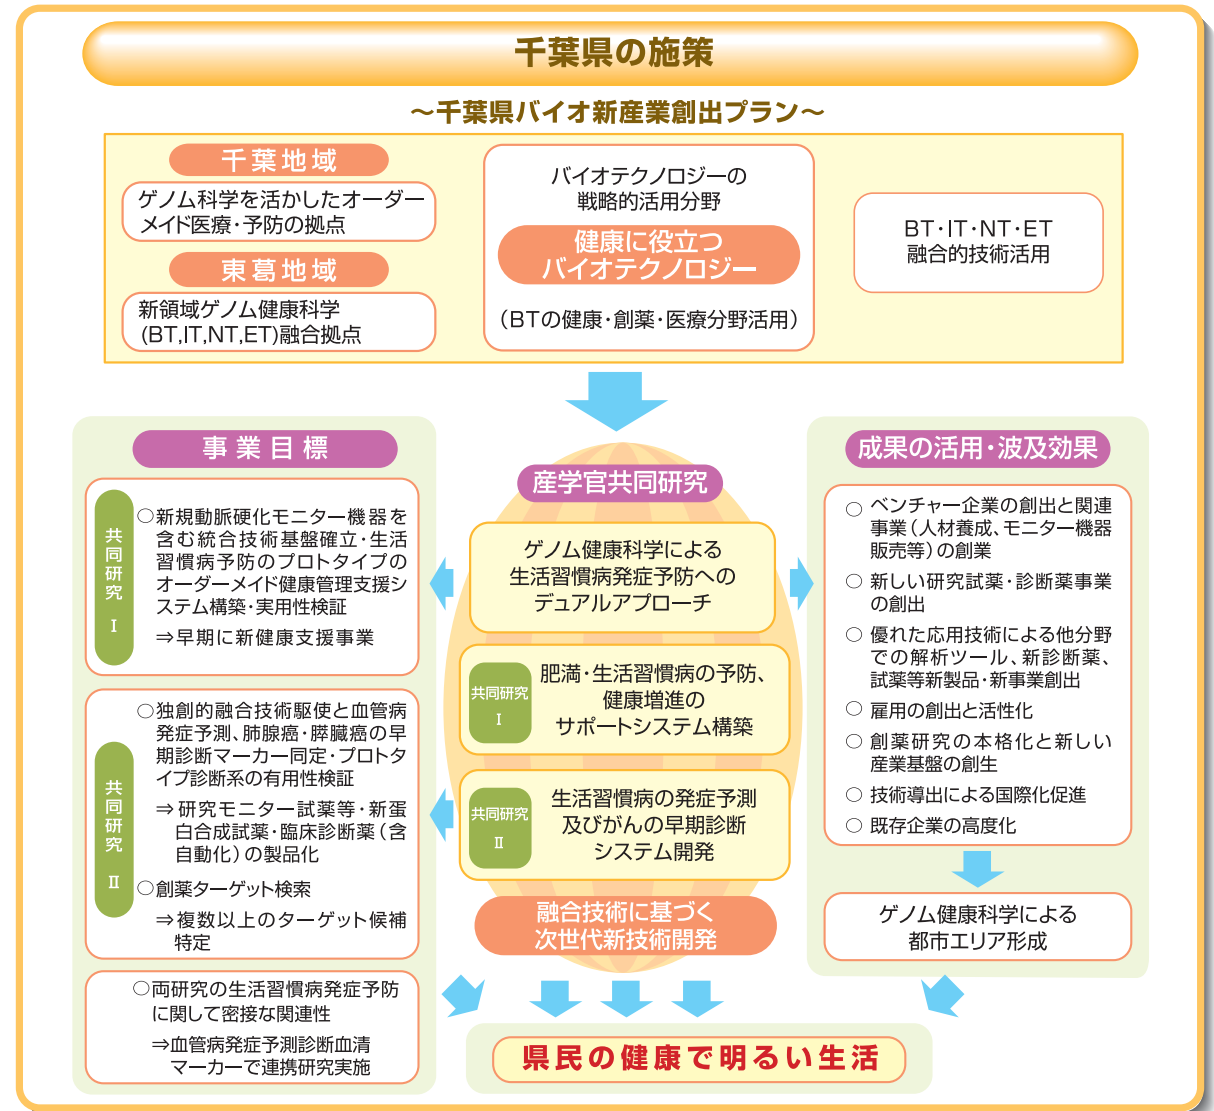 千葉県の施策
～千葉県バイオ新産業創出プラン～
千葉地域
ゲノム科学を活かしたオーダー
メイド医療・予防の拠点
東葛地域
新領域ゲノム健康科学
(BT,IT,NT,ET)融合拠点
バイオテクノロジーの
戦略的活用分野
健康に役立つ
バイオテクノロジー
（BTの健康・創薬・医療分野活用）
BT・IT・NT・ET
融合的技術活用
事業目標
共同研究 Ⅰ
○新規動脈硬化モニター機器を
含む統合技術基盤確立・生活
習慣病予防のプロトタイプの
オーダーメイド健康管理支援シ
ステム構築・実用性検証
⇒早期に新健康支援事業
共同研究 Ⅱ
○独創的融合技術駆使と血管病
発症予測、肺腺癌・膵臓癌の早
期診断マーカー同定・プロトタ
イプ診断系の有用性検証
⇒研究モニター試薬等・新蛋
白合成試薬・臨床診断薬（含
自動化）の製品化
○創薬ターゲット検索
⇒複数以上のターゲット候補
特定
○両研究の生活習慣病発症予防
に関して密接な関連性
⇒血管病発症予測診断血清
マーカーで連携研究実施
産学官共同研究
ゲノム健康科学による
生活習慣病発症予防への
デュアルアプローチ
共同研究
Ⅰ
肥満・生活習慣病の予防、
健康増進の
サポートシステム構築
共同研究
Ⅱ
生活習慣病の発症予測
及びがんの早期診断
システム開発
融合技術に基づく
次世代新技術開発
成果の活用・波及効果
○ ベンチャー企業の創出と関連
事業（人材養成、モニター機器
販売等）の創業
○ 新しい研究試薬・診断薬事業
の創出
○ 優れた応用技術による他分野
での解析ツール、新診断薬、
試薬等新製品・新事業創出
○ 雇用の創出と活性化
○ 創薬研究の本格化と新しい
産業基盤の創生
○ 技術導出による国際化促進
○ 既存企業の高度化
ゲノム健康科学による
都市エリア形成
県民の健康で明るい生活